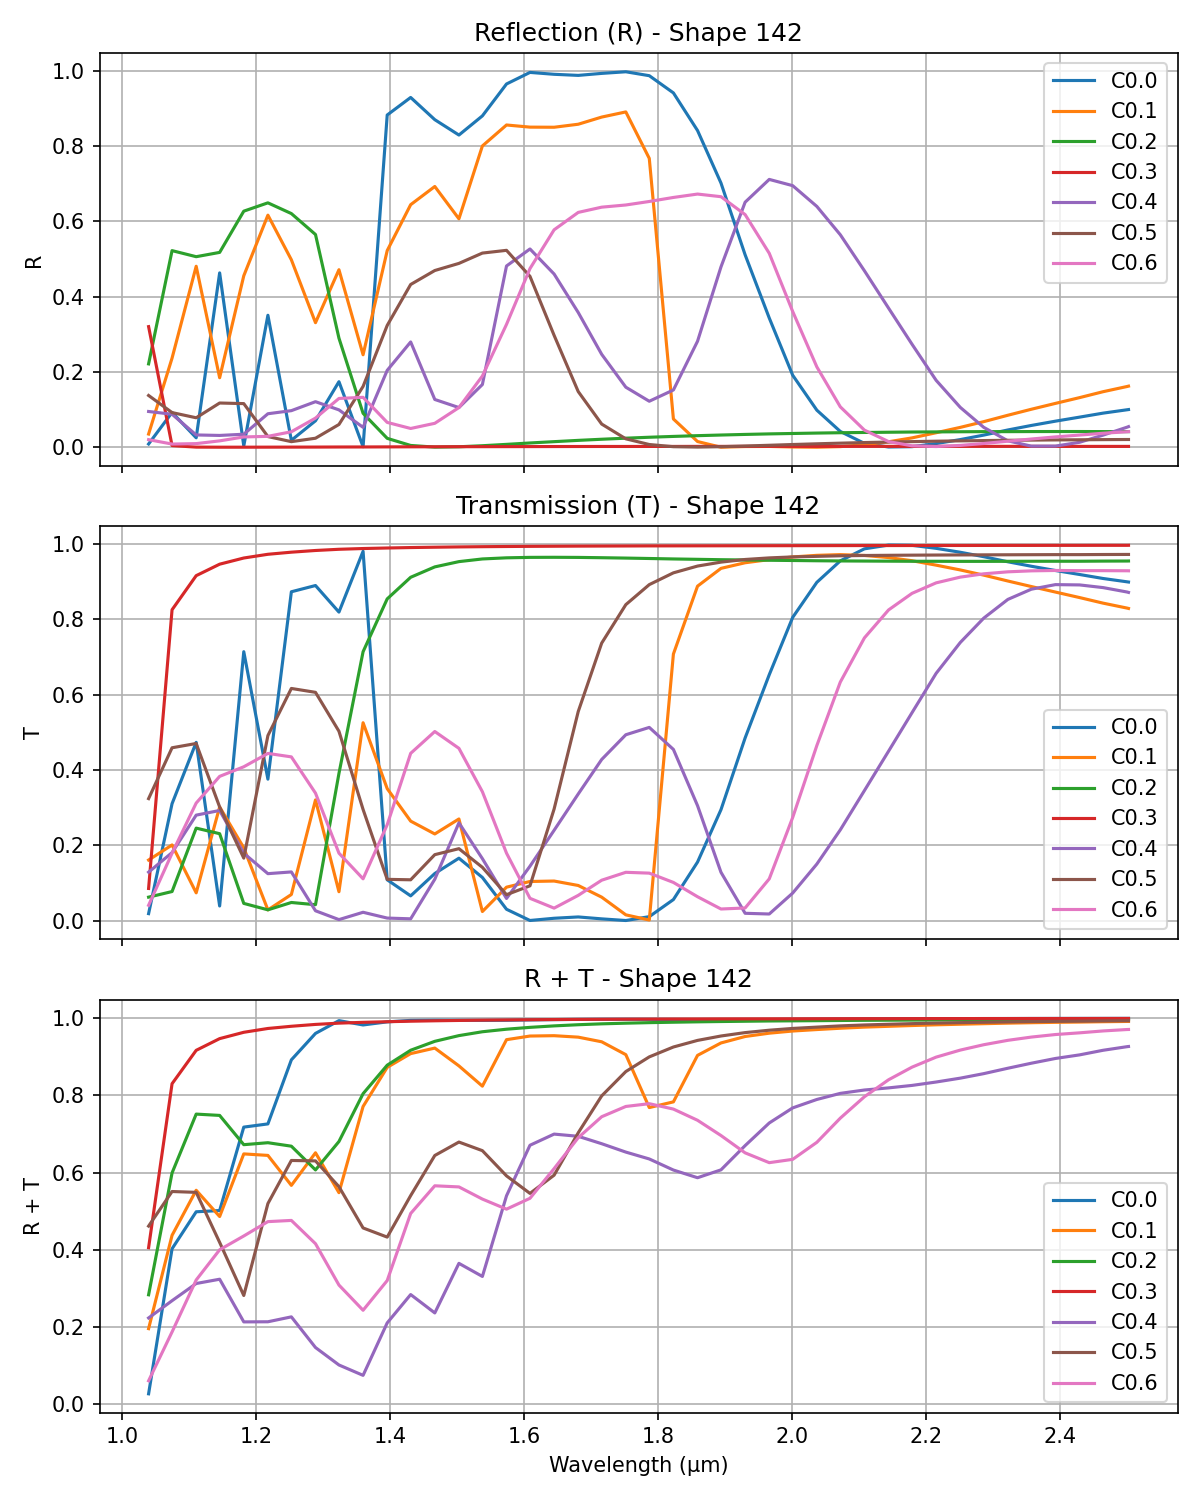 Reflection (R) - Shape 142
1.0
0.8
0.6
0.4
0.2
0.0
R
C0.0
C0.1
C0.2
C0.3
C0.4
C0.5
C0.6
Transmission (T) - Shape 142
1.0
0.8
0.6
0.4
0.2
0.0
T
C0.0
C0.1
C0.2
C0.3
C0.4
C0.5
C0.6
R + T - Shape 142
1.0
0.8
0.6
0.4
0.2
0.0
R + T
C0.0
C0.1
C0.2
C0.3
C0.4
C0.5
C0.6
1.0 1.2 1.4 1.6 1.8 2.0 2.2 2.4
Wavelength (μm)